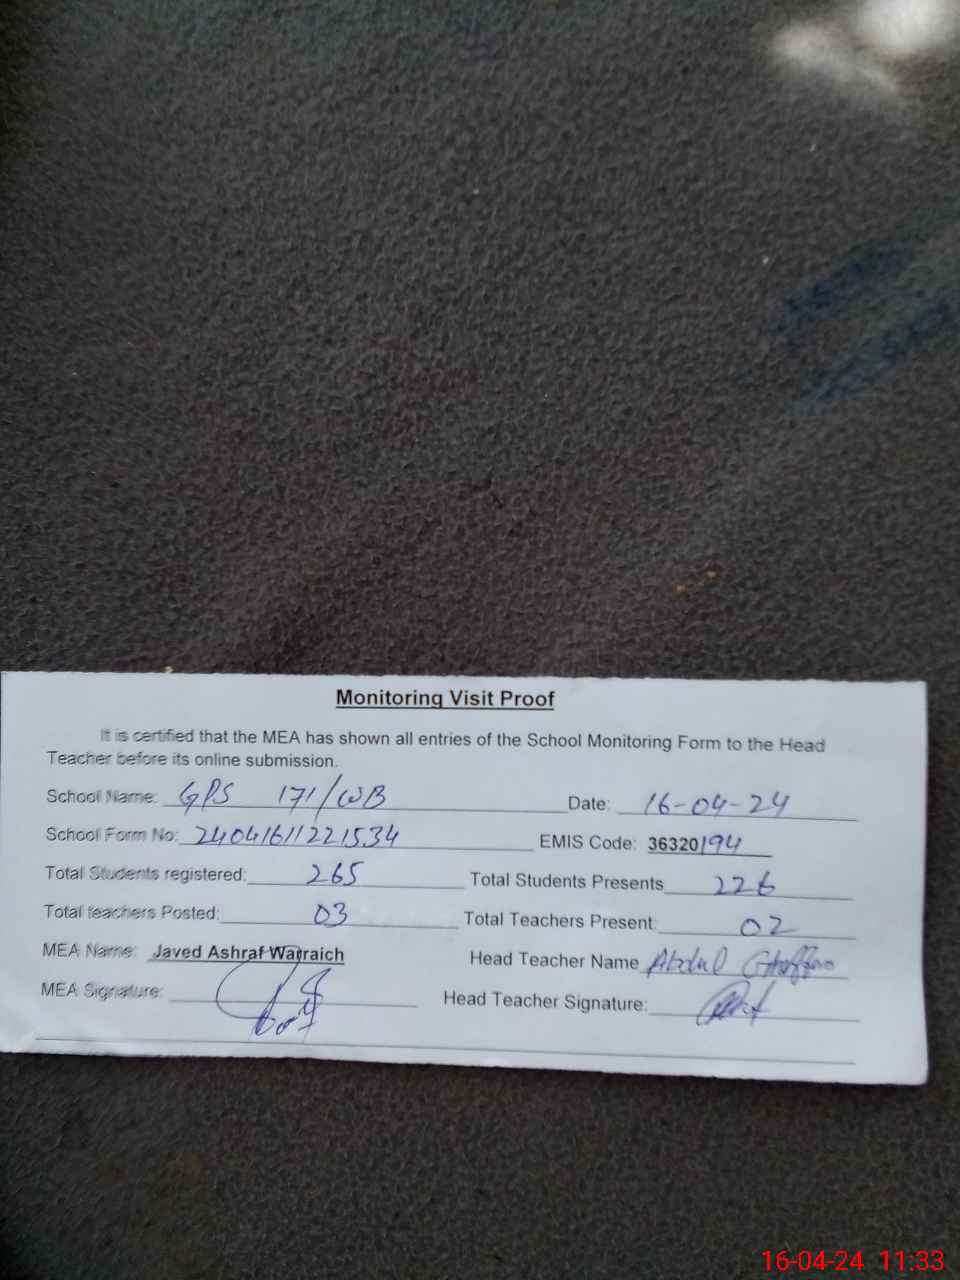 Monitoring Visit Proof
It is certified that the MEA has shown all entries of the School Monitoring Form to the Head
Teacher before its online submission.
School Name: GPS 171/WB Date: 16-04-24
School Form No: 24041611221534 EMIS Code: 36320194
Total Students registered: 265 Total Students Presents 226
Total teachers Posted: 03 Total Teachers Present: 02
MEA Name: Javed Ashraf Warraich Head Teacher Name Abdul Ghaffar
MEA Signature: Head Teacher Signature:
16-04-24 11:33